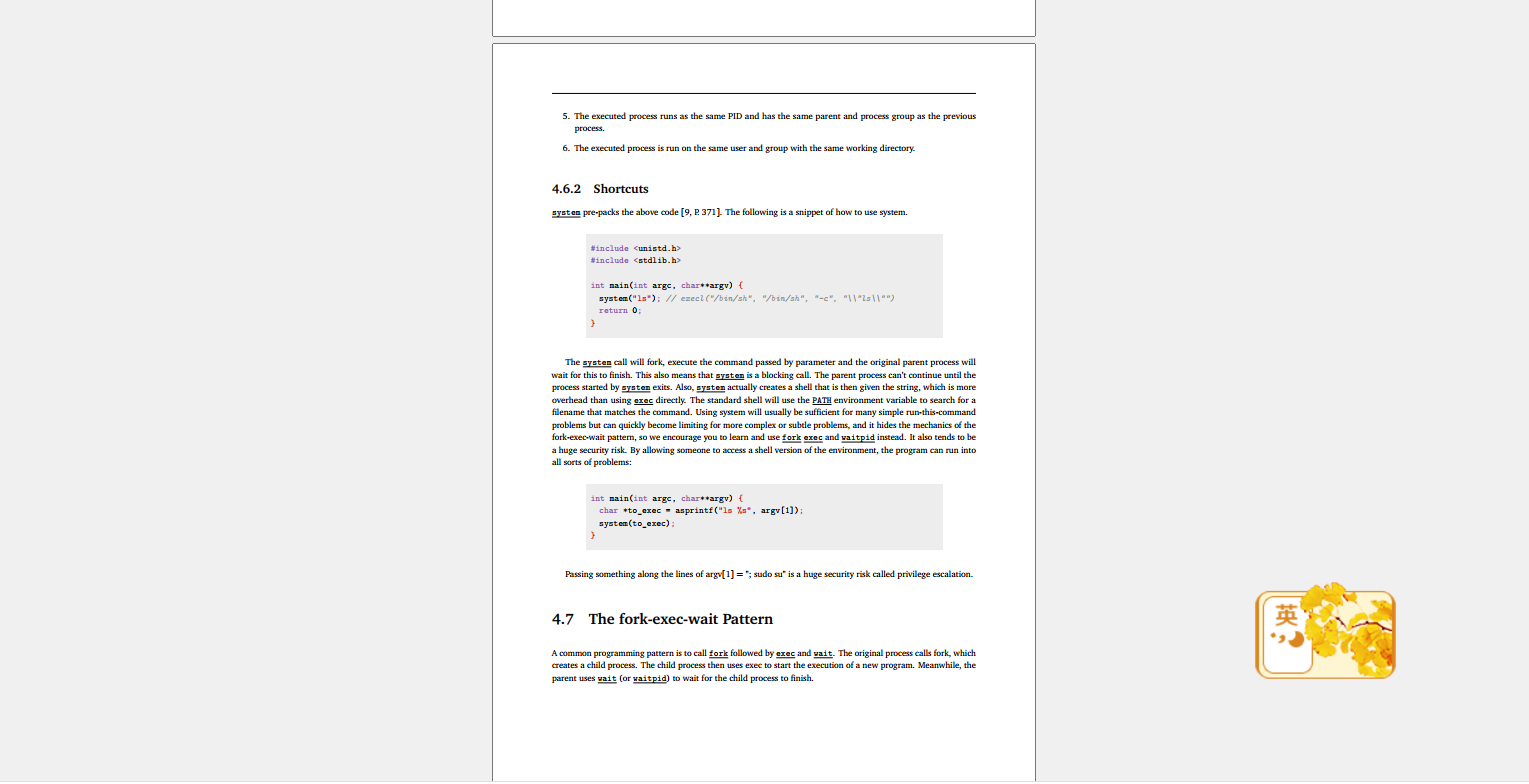 5. The executed process runs as the same PID and has the same parent and process group as the previous
process.
6. The executed process is run on the same user and group with the same working directory.
4.6.2 Shortcuts
system pre-packs the above code [9, P. 371]. The following is a snippet of how to use system.
#include <unistd.h>
#include <stdlib.h>
int main(int argc, char**argv) {
system("ls"); // execl("/bin/sh", "/bin/sh", "-c", "\\"ls\\"")
return 0;
}
The system call will fork, execute the command passed by parameter and the original parent process will
wait for this to finish. This also means that system is a blocking call. The parent process can't continue until the
process started by system exits. Also, system actually creates a shell that is then given the string, which is more
overhead than using exec directly. The standard shell will use the PATH environment variable to search for a
filename that matches the command. Using system will usually be sufficient for many simple run-this-command
problems but can quickly become limiting for more complex or subtle problems, and it hides the mechanics of the
fork-exec-wait pattern, so we encourage you to learn and use fork exec and waitpid instead. It also tends to be
a huge security risk. By allowing someone to access a shell version of the environment, the program can run into
all sorts of problems:
int main(int argc, char**argv) {
char *to_exec = asprintf("ls %s", argv[1]);
system(to_exec);
}
Passing something along the lines of argv[1] = "; sudo su" is a huge security risk called privilege escalation.
4.7 The fork-exec-wait Pattern
A common programming pattern is to call fork followed by exec and wait. The original process calls fork, which
creates a child process. The child process then uses exec to start the execution of a new program. Meanwhile, the
parent uses wait (or waitpid) to wait for the child process to finish.
英